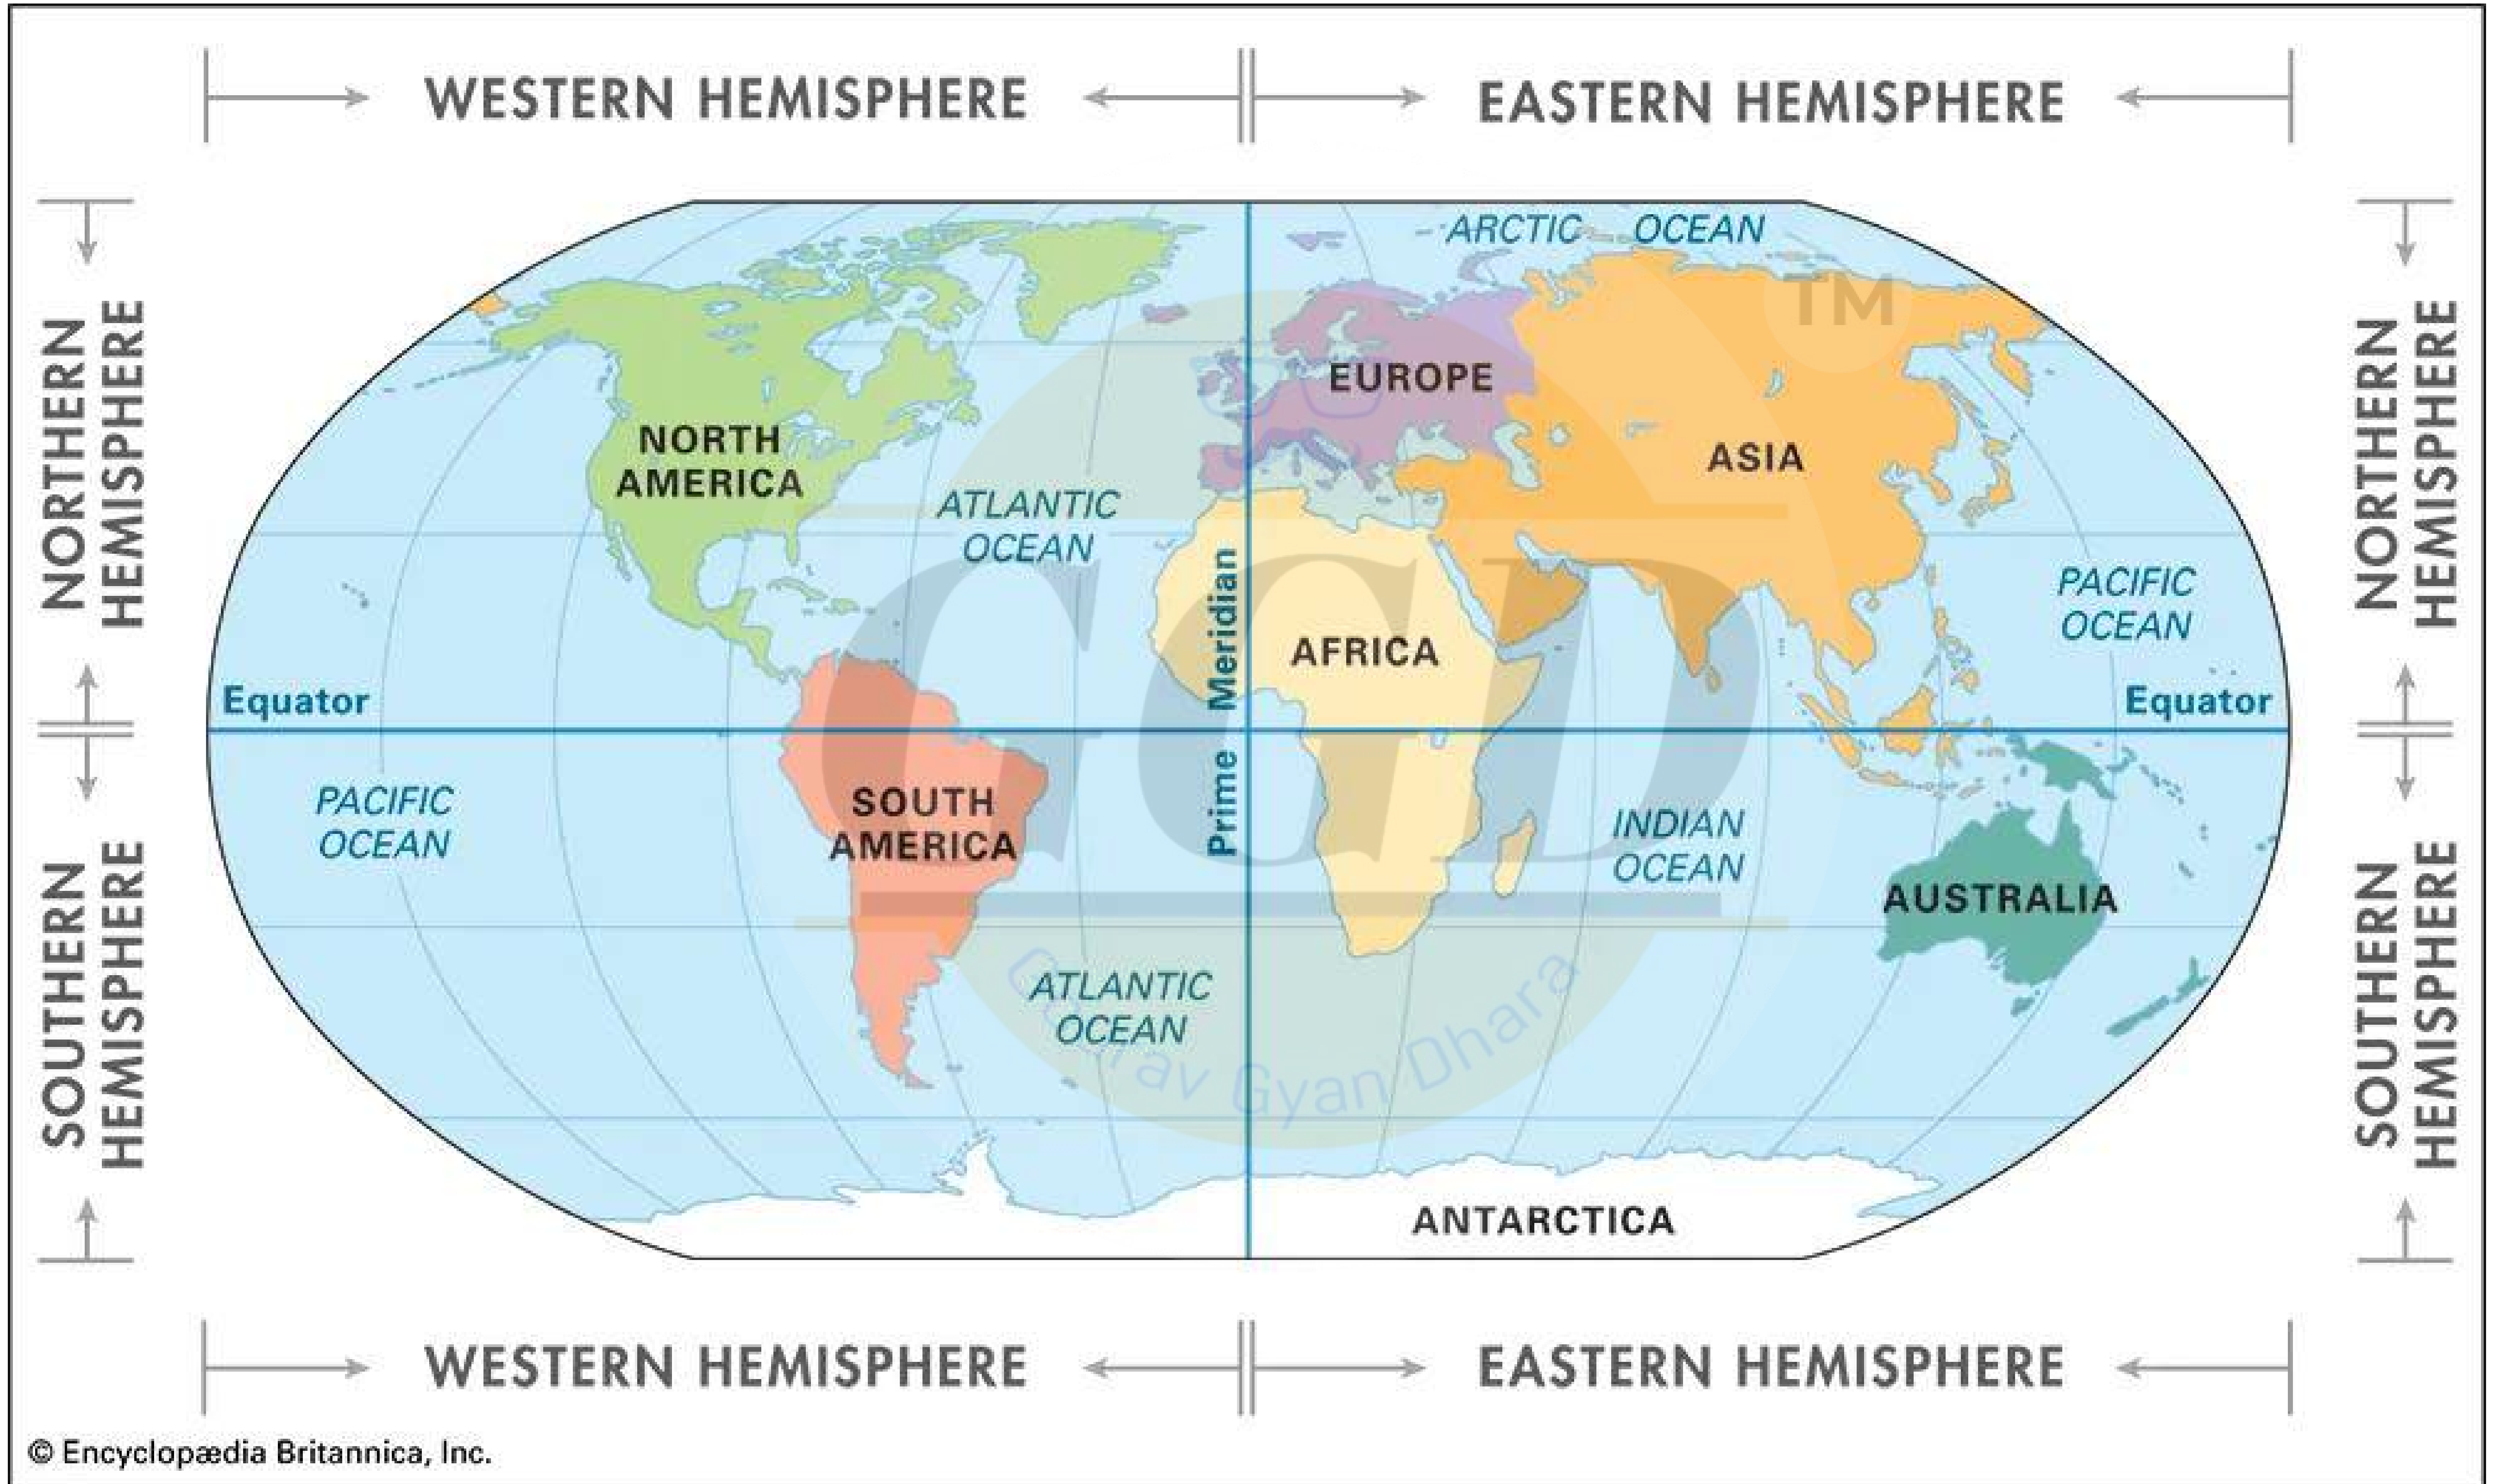 WESTERN HEMISPHERE
EASTERN HEMISPHERE
ARCTIC OCEAN
TM
NORTHERN
HEMISPHERE
NORTHERN
HEMISPHERE
EUROPE
NORTH
AMERICA
ASIA
ATLANTIC
OCEAN
PACIFIC
OCEAN
GGD
AFRICA
Equator
Prime Meridian
Equator
PACIFIC
OCEAN
SOUTH
AMERICA
INDIAN
OCEAN
AUSTRALIA
SOUTHERN
HEMISPHERE
SOUTHERN
HEMISPHERE
ATLANTIC
OCEAN
Gyan Dhara
ANTARCTICA
WESTERN HEMISPHERE
EASTERN HEMISPHERE
© Encyclopædia Britannica, Inc.